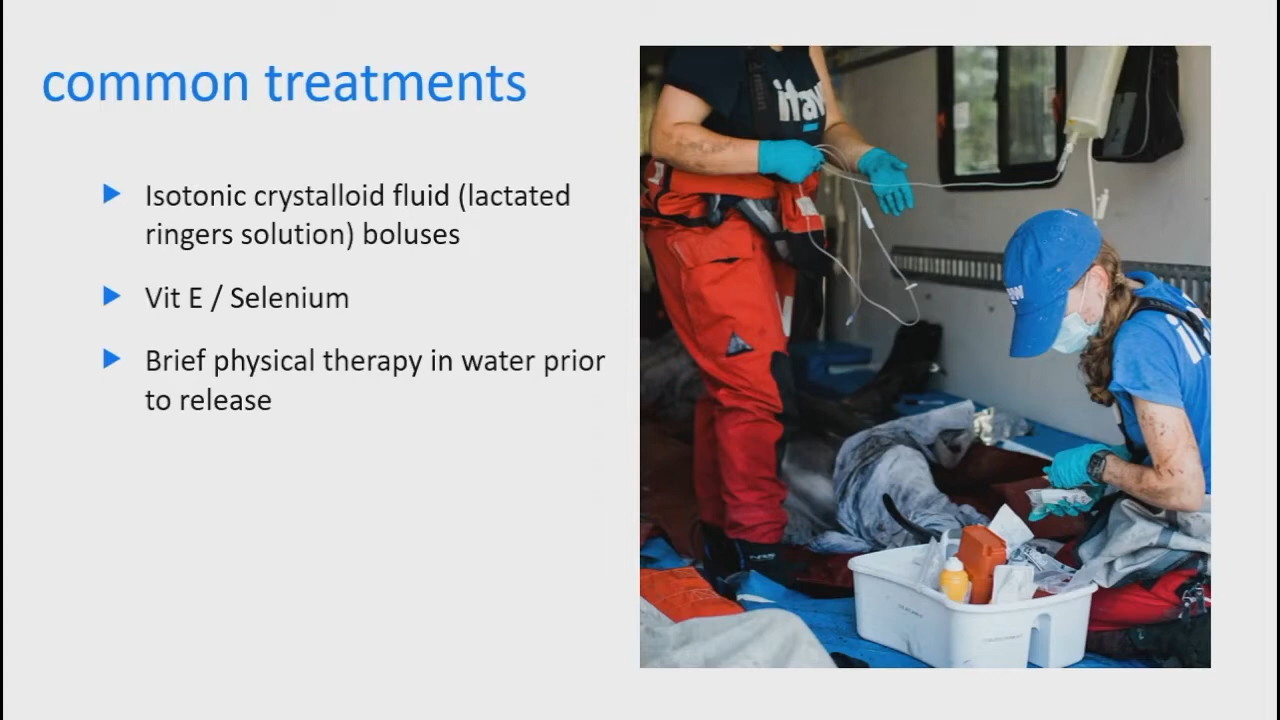 common treatments
Isotonic crystalloid fluid (lactated
ringers solution) boluses
Vit E / Selenium
Brief physical therapy in water prior
to release
ifaw